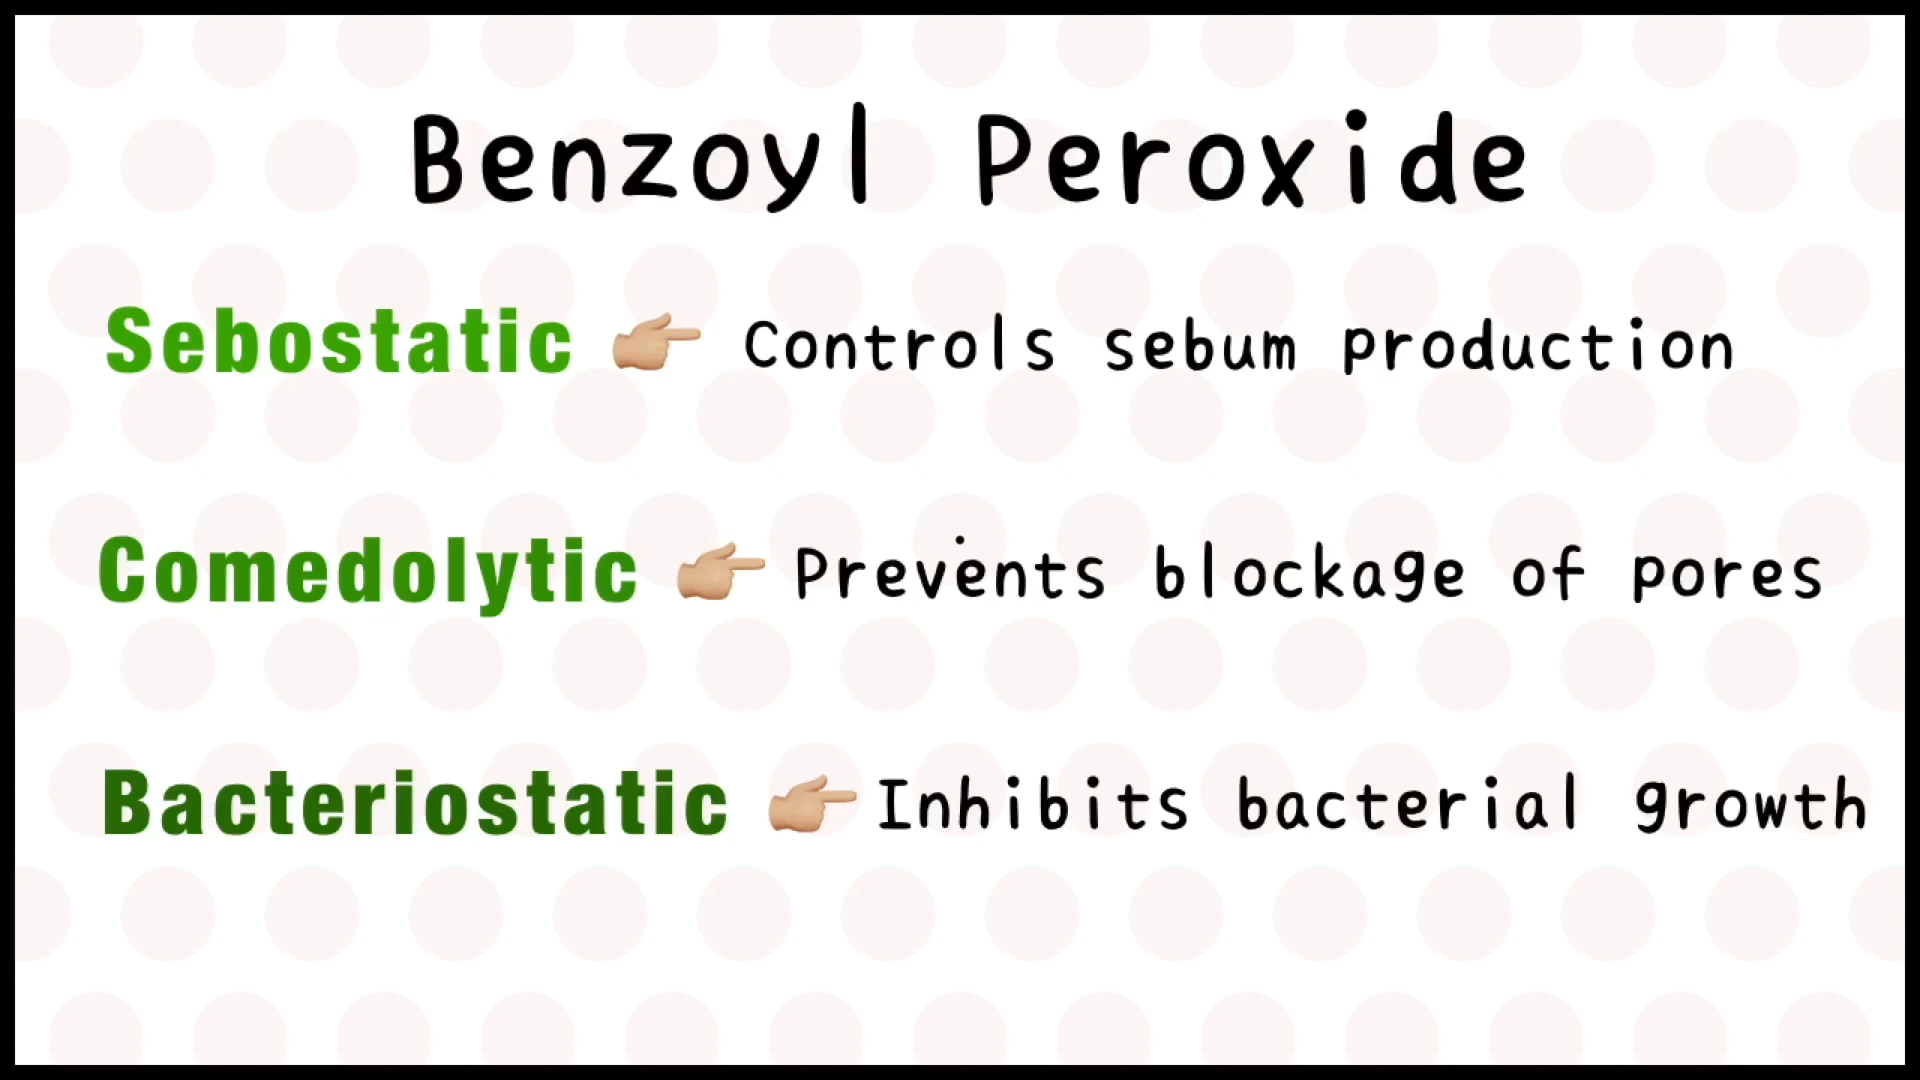 Benzoyl Peroxide
Sebostatic 👉🏼 Controls sebum production
Comedolytic 👉🏼 Prevents blockage of pores
Bacteriostatic 👉🏼 Inhibits bacterial growth